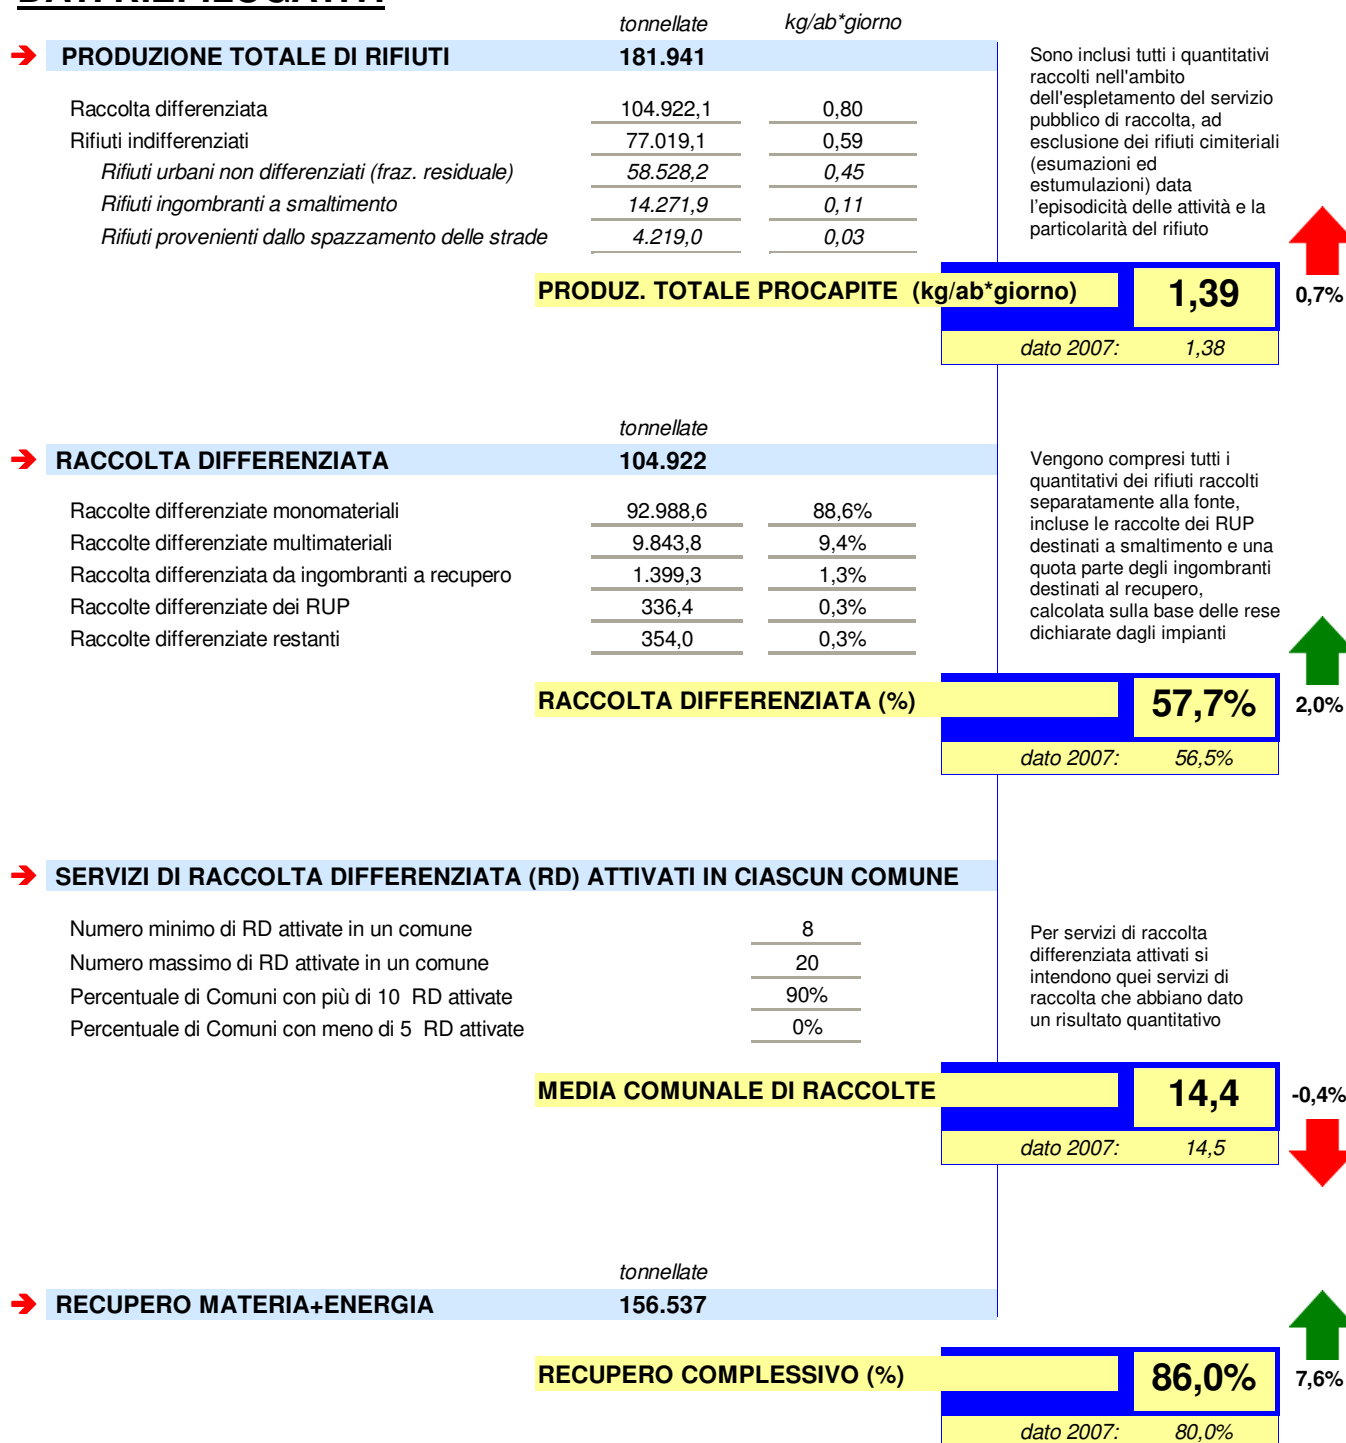 DATI RIEPILOGATIVI
tonnellate kg/ab*giorno
PRODUZIONE TOTALE DI RIFIUTI 181.941
Raccolta differenziata 104.922,1 0,80
Rifiuti indifferenziati 77.019,1 0,59
Rifiuti urbani non differenziati (fraz. residuale) 58.528,2 0,45
Rifiuti ingombranti a smaltimento 14.271,9 0,11
Rifiuti provenienti dallo spazzamento delle strade 4.219,0 0,03
Sono inclusi tutti i quantitativi
raccolti nell'ambito
dell'espletamento del servizio
pubblico di raccolta, ad
esclusione dei rifiuti cimiteriali
(esumazioni ed
estumulazioni) data
l'episodicità delle attività e la
particolarità del rifiuto
PRODUZ. TOTALE PROCAPITE (kg/ab*giorno) 1,39 0,7%
dato 2007: 1,38
tonnellate
RACCOLTA DIFFERENZIATA 104.922
Raccolte differenziate monomateriali 92.988,6 88,6%
Raccolte differenziate multimateriali 9.843,8 9,4%
Raccolta differenziata da ingombranti a recupero 1.399,3 1,3%
Raccolte differenziate dei RUP 336,4 0,3%
Raccolte differenziate restanti 354,0 0,3%
Vengono compresi tutti i
quantitativi dei rifiuti raccolti
separatamente alla fonte,
incluse le raccolte dei RUP
destinati a smaltimento e una
quota parte degli ingombranti
destinati al recupero,
calcolata sulla base delle rese
dichiarate dagli impianti
RACCOLTA DIFFERENZIATA (%) 57,7% 2,0%
dato 2007: 56,5%
SERVIZI DI RACCOLTA DIFFERENZIATA (RD) ATTIVATI IN CIASCUN COMUNE
Numero minimo di RD attivate in un comune 8
Numero massimo di RD attivate in un comune 20
Percentuale di Comuni con più di 10 RD attivate 90%
Percentuale di Comuni con meno di 5 RD attivate 0%
Per servizi di raccolta
differenziata attivati si
intendono quei servizi di
raccolta che abbiano dato
un risultato quantitativo
MEDIA COMUNALE DI RACCOLTE 14,4 -0,4%
dato 2007: 14,5
tonnellate
RECUPERO MATERIA+ENERGIA 156.537
RECUPERO COMPLESSIVO (%) 86,0% 7,6%
dato 2007: 80,0%